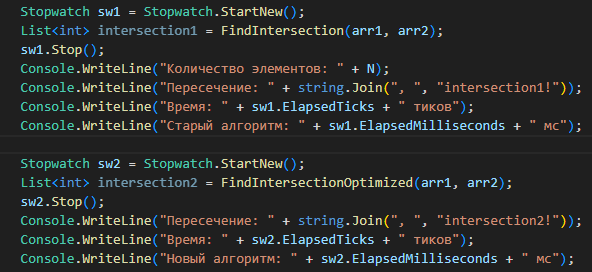 Stopwatch sw1 = Stopwatch.StartNew();
List<int> intersection1 = FindIntersection(arr1, arr2);
sw1.Stop();
Console.WriteLine("Количество элементов: " + N);
Console.WriteLine("Пересечение: " + string.Join(", ", "intersection1!"));
Console.WriteLine("Время: " + sw1.ElapsedTicks + " тиков");
Console.WriteLine("Старый алгоритм: " + sw1.ElapsedMilliseconds + " мс");
Stopwatch sw2 = Stopwatch.StartNew();
List<int> intersection2 = FindIntersectionOptimized(arr1, arr2);
sw2.Stop();
Console.WriteLine("Пересечение: " + string.Join(", ", "intersection2!"));
Console.WriteLine("Время: " + sw2.ElapsedTicks + " тиков");
Console.WriteLine("Новый алгоритм: " + sw2.ElapsedMilliseconds + " мс");